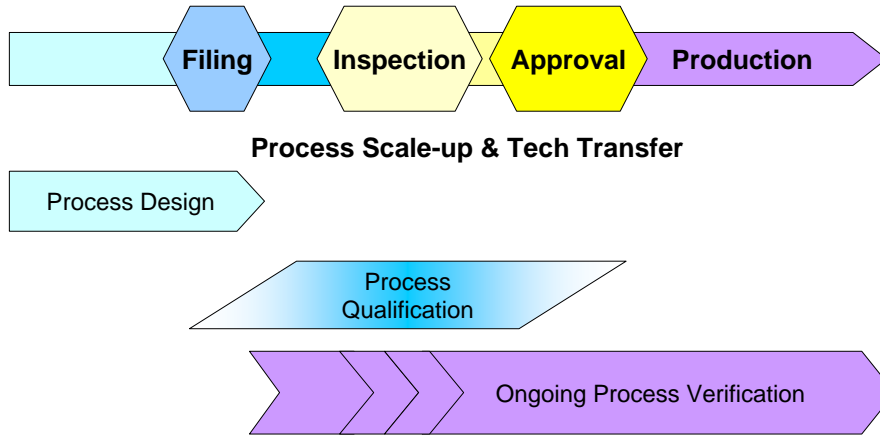 Filing Inspection Approval Production
Process Scale-up & Tech Transfer
Process Design
Process
Qualification
Ongoing Process Verification